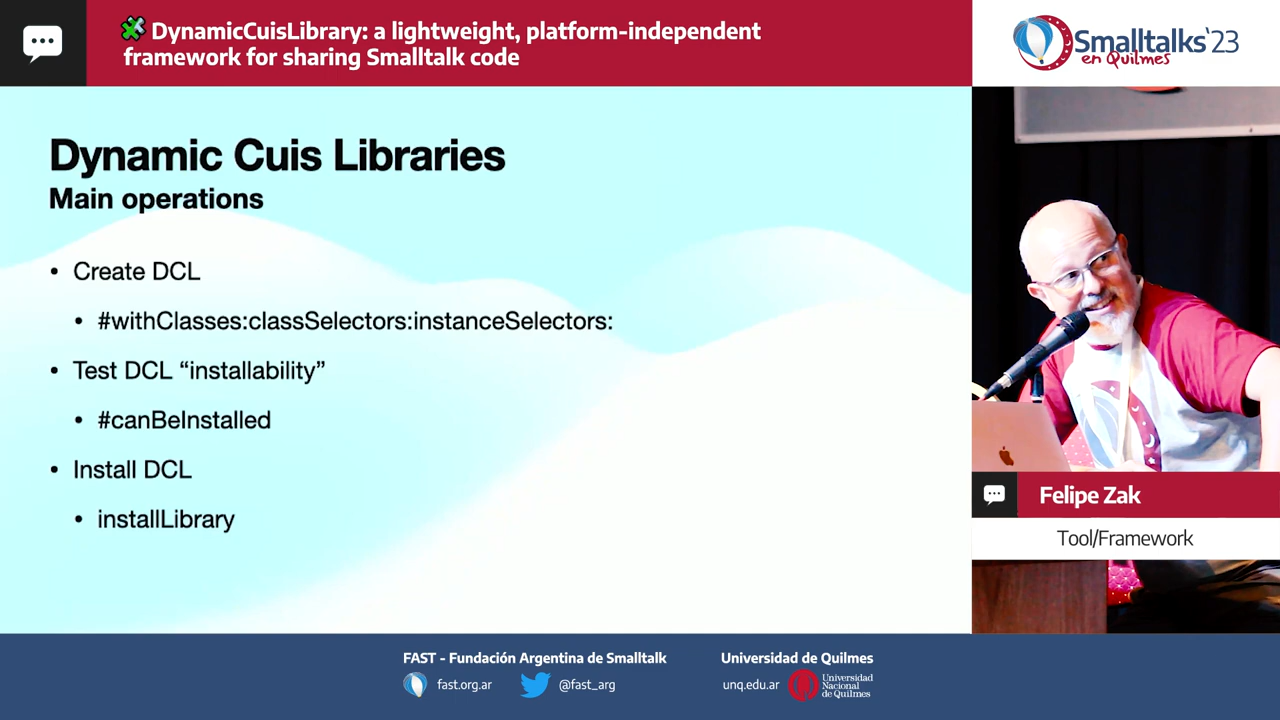 DynamicCuisLibrary: a lightweight, platform-independent
framework for sharing Smalltalk code
Smalltalks'23
en Quilmes
Dynamic Cuis Libraries
Main operations
• Create DCL
• #withClasses:classSelectors:instanceSelectors:
• Test DCL “installability”
• #canBeInstalled
• Install DCL
• installLibrary
Felipe Zak
Tool/Framework
FAST - Fundación Argentina de Smalltalk
fast.org.ar
@fast_arg
Universidad de Quilmes
unq.edu.ar
Universidad
Nacional
de Quilmes